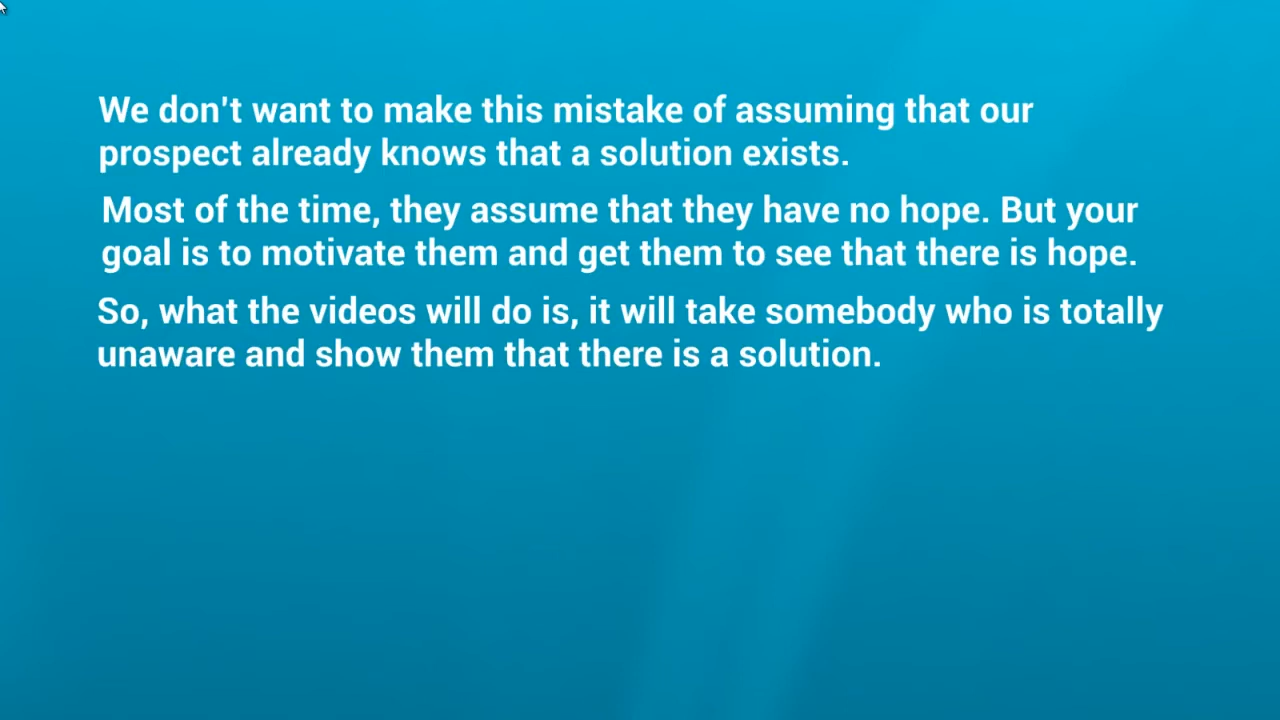 We don't want to make this mistake of assuming that our
prospect already knows that a solution exists.
Most of the time, they assume that they have no hope. But your
goal is to motivate them and get them to see that there is hope.
So, what the videos will do is, it will take somebody who is totally
unaware and show them that there is a solution.